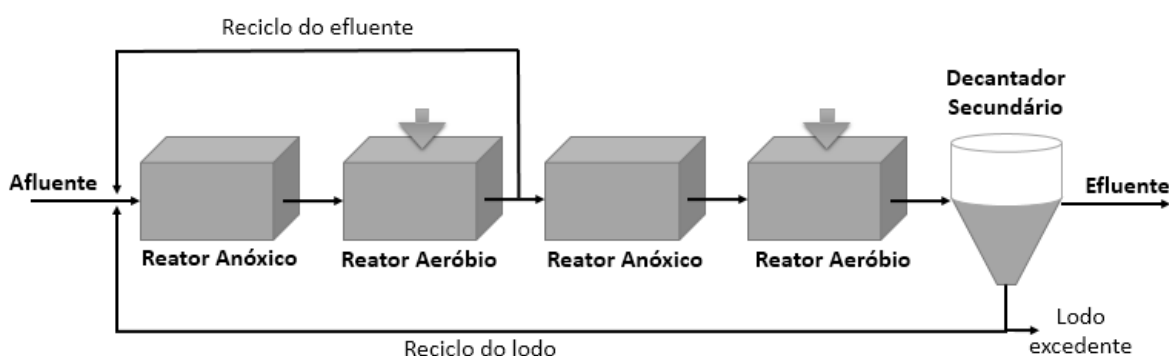 Reciclo do efluente
Decantador
Secundário
Afluente
Efluente
Reator Anóxico
Reator Aeróbio
Reator Anóxico
Reator Aeróbio
Reciclo do lodo
Lodo
excedente